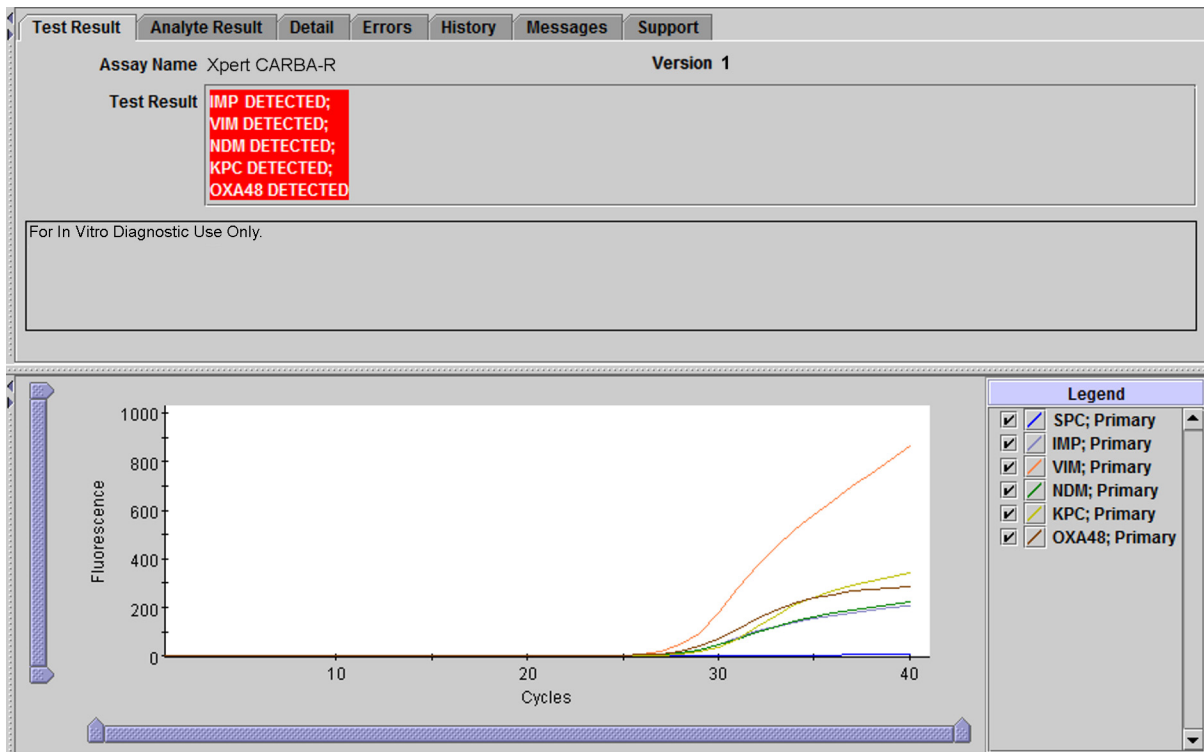 Test Result Analyte Result Detail Errors History Messages Support
Assay Name Xpert CARBA-R Version 1
Test Result IMP DETECTED;
VIM DETECTED;
NDM DETECTED;
KPC DETECTED;
OXA48 DETECTED
For In Vitro Diagnostic Use Only.
Legend
SPC; Primary
IMP; Primary
VIM; Primary
NDM; Primary
KPC; Primary
OXA48; Primary
1000
800
600
400
200
0
Fluorescence
10 20 30 40
Cycles